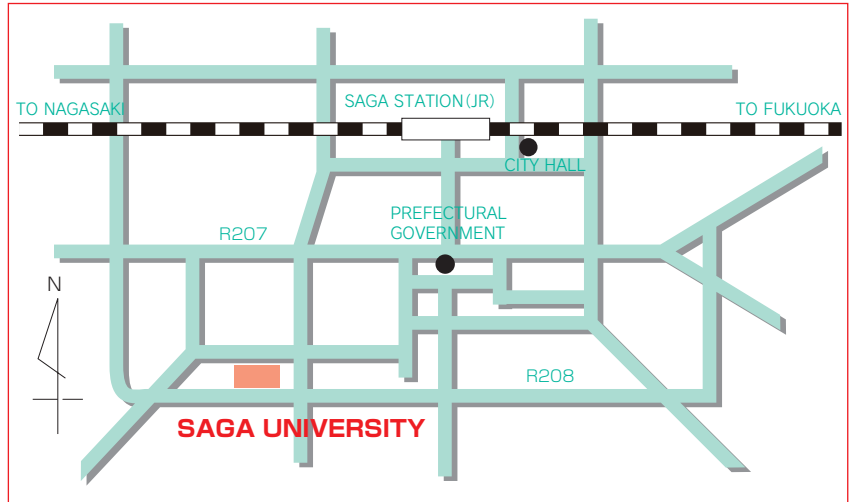 SAGA STATION(JR)
TO NAGASAKI
TO FUKUOKA
CITY HALL
PREFECTURAL
GOVERNMENT
R207
N
R208
SAGA UNIVERSITY